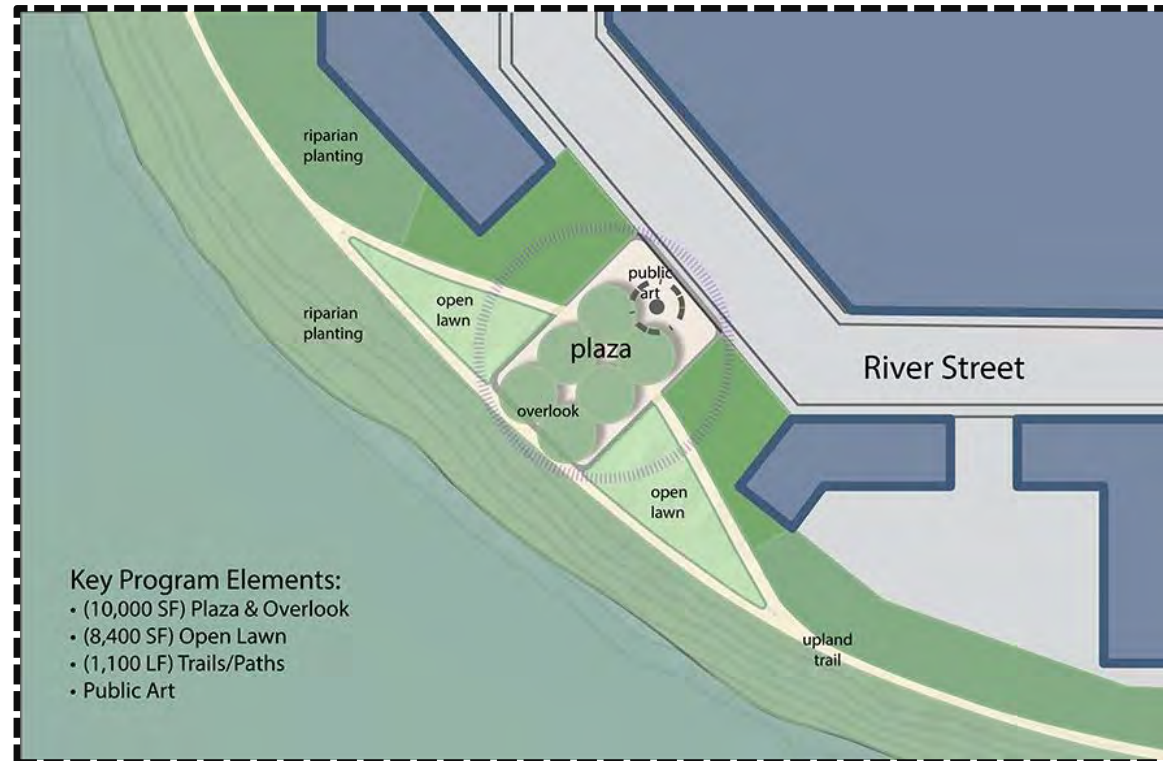 riparian
planting
public
art
open
lawn
riparian
planting
plaza
River Street
overlook
open
lawn
Key Program Elements:
• (10,000 SF) Plaza & Overlook
• (8,400 SF) Open Lawn
• (1,100 LF) Trails/Paths
• Public Art
upland
trail